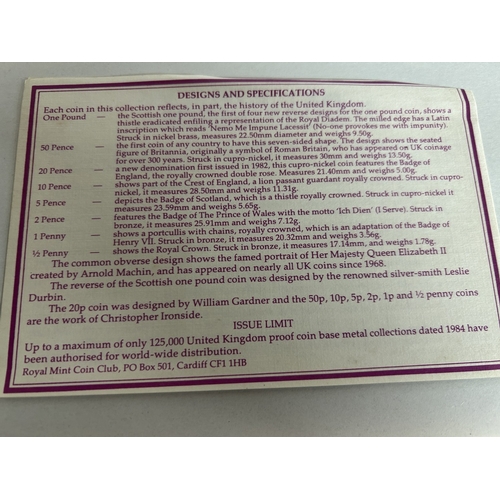 DESIGNS AND SPECIFICATIONS
Each coin in this collection reflects, in part, the history of the United Kingdom.
One Pound — the Scottish one pound, the first of four new reverse designs for the one pound coin, shows a
thistle eradicated enfiling a representation of the Royal Diadem. The milled edge has a Latin
inscription which reads 'Nemo Me Impune Lacessit' (No-one provokes me with impunity).
Struck in nickel brass, measures 22.50mm diameter and weighs 9.50g.
50 Pence — the first coin of any country to have this seven-sided shape. The design shows the seated
figure of Britannia, originally a symbol of Roman Britain, who has appeared on UK coinage
for over 300 years. Struck in cupro-nickel, it measures 30mm and weighs 13.50g.
20 Pence — a new denomination first issued in 1982, this cupro-nickel coin features the Badge of
England, the royally crowned double rose. Measures 21.40mm and weighs 5.00g.
10 Pence — shows part of the Crest of England, a lion passant guardant royally crowned. Struck in cupro-
nickel, it measures 28.50mm and weighs 11.31g.
5 Pence — depicts the Badge of Scotland, which is a thistle royally crowned. Struck in cupro-nickel it
measures 23.59mm and weighs 5.65g.
2 Pence — features the Badge of The Prince of Wales with the motto 'Ich Dien' (I Serve). Struck in
bronze, it measures 25.91mm and weighs 7.12g.
1 Penny — shows a portcullis with chains, royally crowned, which is an adaptation of the Badge of
Henry VII. Struck in bronze, it measures 20.32mm and weighs 3.56g.
½ Penny — shows the Royal Crown. Struck in bronze, it measures 17.14mm, and weighs 1.78g.
The common obverse design shows the famed portrait of Her Majesty Queen Elizabeth II
created by Arnold Machin, and has appeared on nearly all UK coins since 1968.
The reverse of the Scottish one pound coin was designed by the renowned silver-smith Leslie
Durbin.
The 20p coin was designed by William Gardner and the 50p, 10p, 5p, 2p, 1p and ½ penny coins
are the work of Christopher Ironside.
ISSUE LIMIT
Up to a maximum of only 125,000 United Kingdom proof coin base metal collections dated 1984 have
been authorised for world-wide distribution.
Royal Mint Coin Club, PO Box 501, Cardiff CF1 1HB